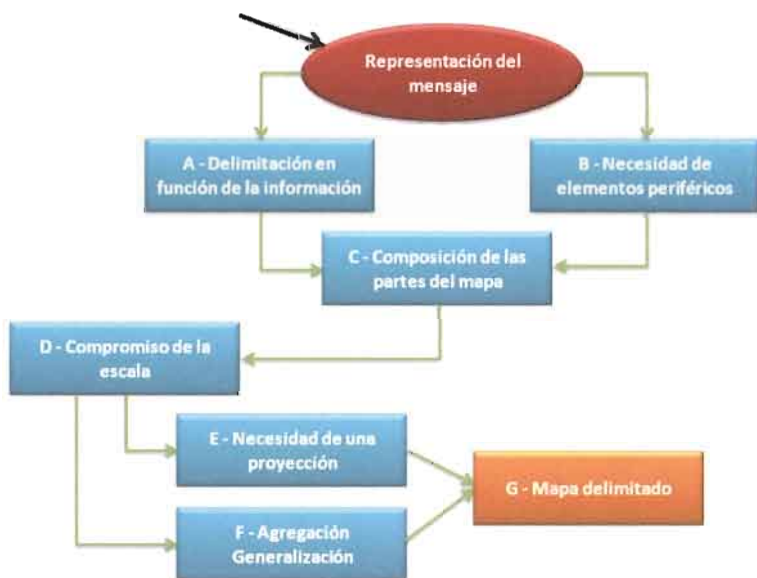 Representación del
mensaje
A - Delimitación en
función de la información
B - Necesidad de
elementos periféricos
C - Composición de las
partes del mapa
D - Compromiso de la
escala
E - Necesidad de una
proyección
G - Mapa delimitado
F - Agregación
Generalización